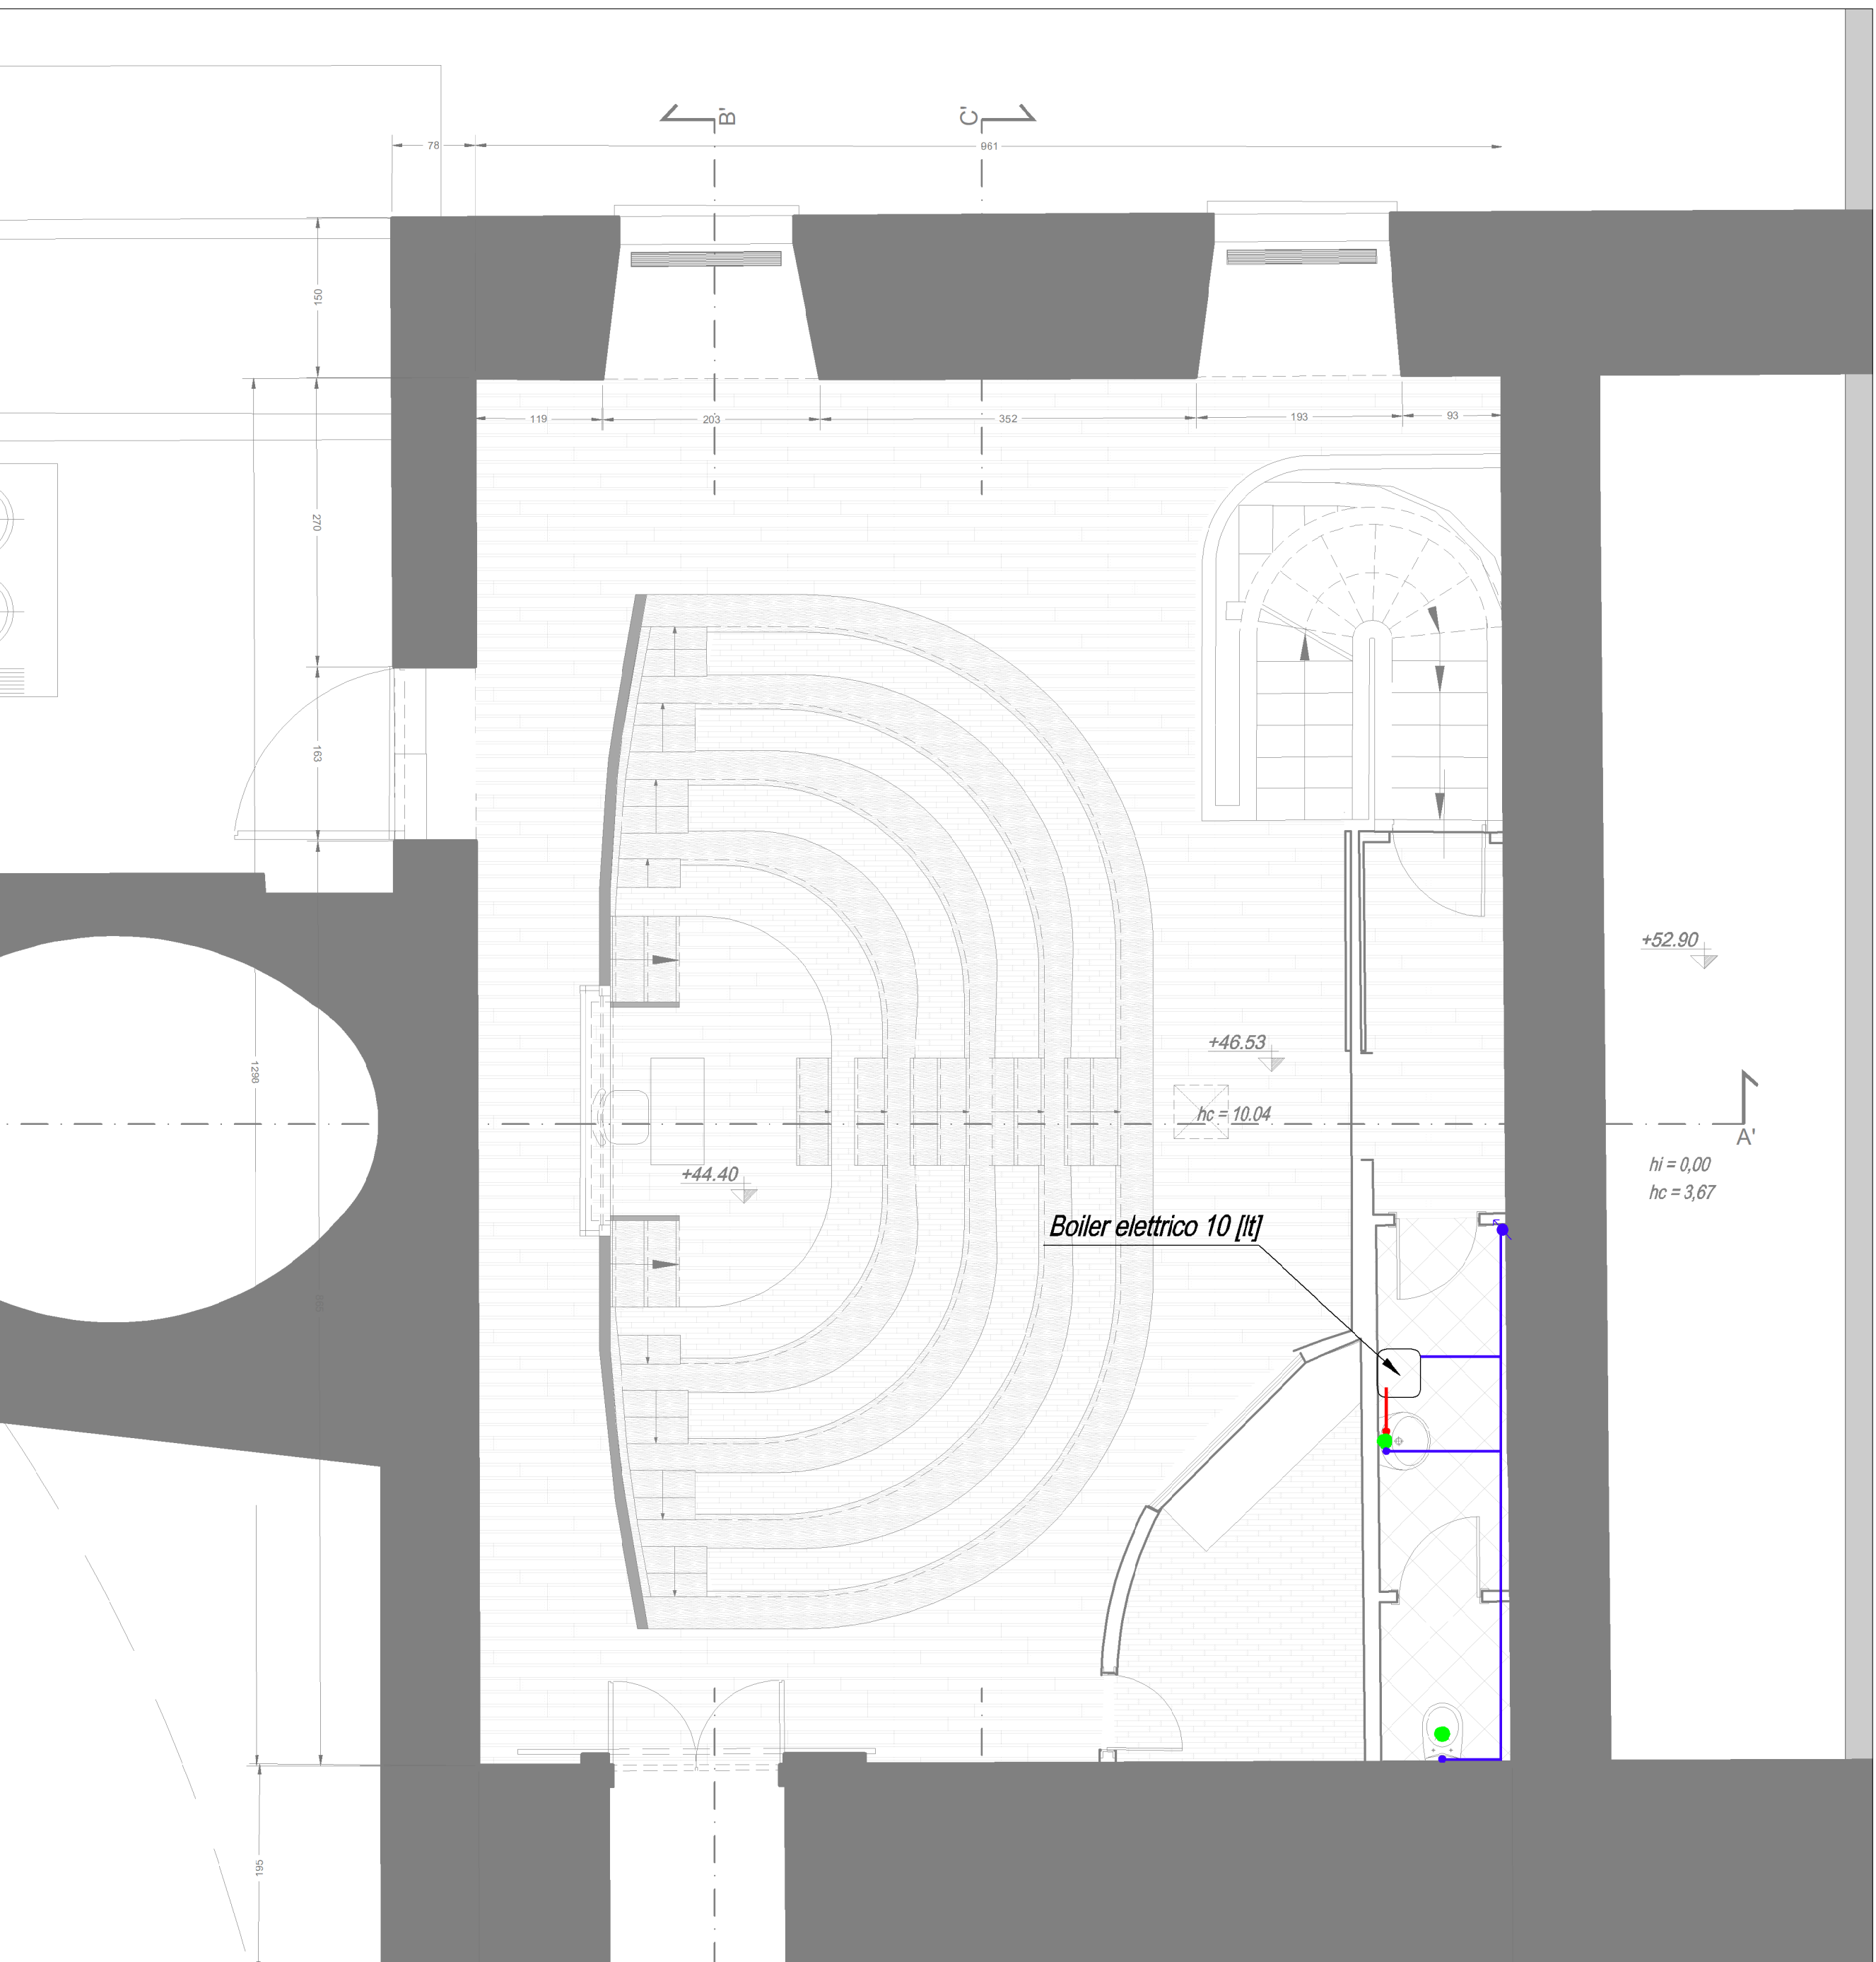 B'
C'
78
961
150
119
203
352
193
93
270
163
+52.90
+46.53
1298
hc = 10.04
A'
hi = 0,00
+44.40
hc = 3,67
Boiler elettrico 10 [lt]
195